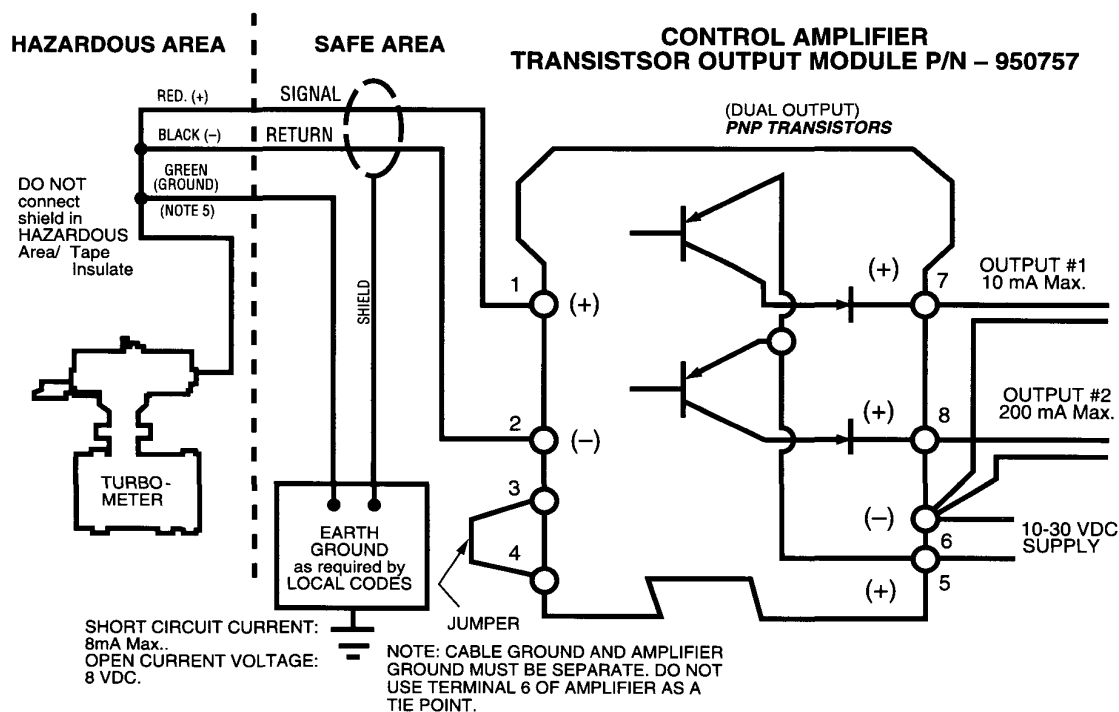 HAZARDOUS AREA
SAFE AREA
CONTROL AMPLIFIER
TRANSISTSOR OUTPUT MODULE P/N – 950757
RED. (+)
SIGNAL
BLACK (–)
RETURN
GREEN
(GROUND)
(NOTE 5)
DO NOT
connect
shield in
HAZARDOUS
Area/ Tape
Insulate
SHIELD
(DUAL OUTPUT)
PNP TRANSISTORS
1
(+)
2
(–)
3
4
(+)
7
OUTPUT #1
10 mA Max.
(+)
8
OUTPUT #2
200 mA Max.
(–)
6
10-30 VDC
SUPPLY
(+)
5
TURBO-
METER
EARTH
GROUND
as required by
LOCAL CODES
JUMPER
SHORT CIRCUIT CURRENT:
8mA Max..
OPEN CURRENT VOLTAGE:
8 VDC.
NOTE: CABLE GROUND AND AMPLIFIER
GROUND MUST BE SEPARATE. DO NOT
USE TERMINAL 6 OF AMPLIFIER AS A
TIE POINT.